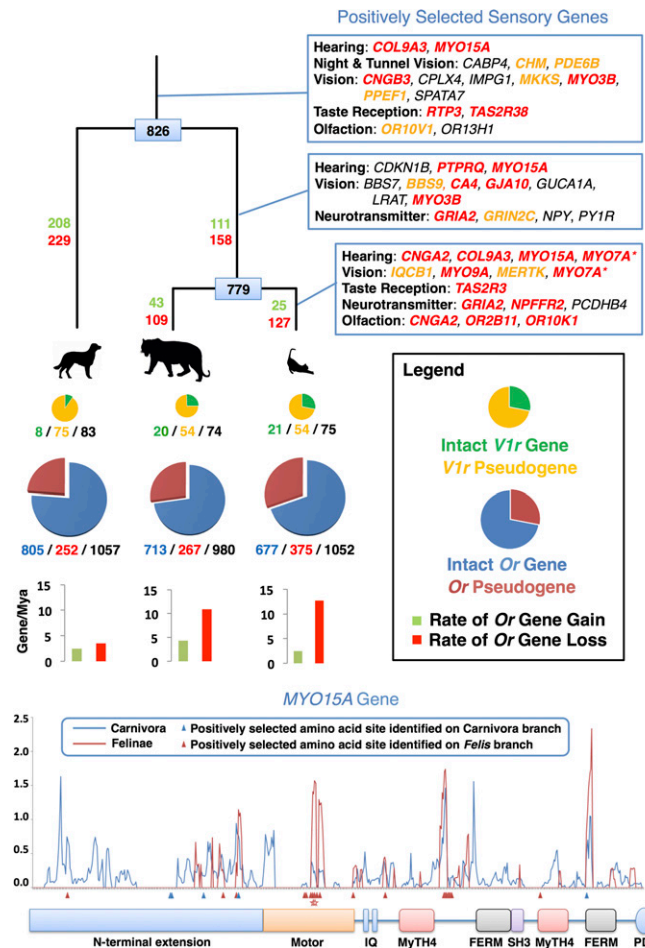 Positively Selected Sensory Genes
Hearing: COL9A3, MYO15A
Night & Tunnel Vision: CABP4, CHM, PDE6B
Vision: CNGB3, CPLX4, IMPG1, MKKS, MYO3B,
PPEF1, SPATA7
Taste Reception: RTP3, TAS2R38
Olfaction: OR10V1, OR13H1
826
Hearing: CDKN1B, PTPRQ, MYO15A
Vision: BBS7, BBS9, CA4, GJA10, GUCA1A,
LRAT, MYO3B
Neurotransmitter: GRIA2, GRIN2C, NPY, PY1R
208
229
111
158
Hearing: CNGA2, COL9A3, MYO15A, MYO7A*
Vision: IQCB1, MYO9A, MERTK, MYO7A*
Taste Reception: TAS2R3
Neurotransmitter: GRIA2, NPFFR2, PCDHB4
Olfaction: CNGA2, OR2B11, OR10K1
779
43
109
25
127
8 / 75 / 83
20 / 54 / 74
21 / 54 / 75
805 / 252 / 1057
713 / 267 / 980
677 / 375 / 1052
Legend
Intact V1r Gene
V1r Pseudogene
Intact Or Gene
Or Pseudogene
Rate of Or Gene Gain
Rate of Or Gene Loss
Gene/Mya
15
10
5
0
15
10
5
0
15
10
5
0
MYO15A Gene
Carnivora
Positively selected amino acid site identified on Carnivora branch
Felinae
Positively selected amino acid site identified on Felis branch
2.5
2.0
1.5
1.0
0.5
0.0
N-terminal extension
Motor
IQ
MyTH4
FERM
SH3
MyTH4
FERM